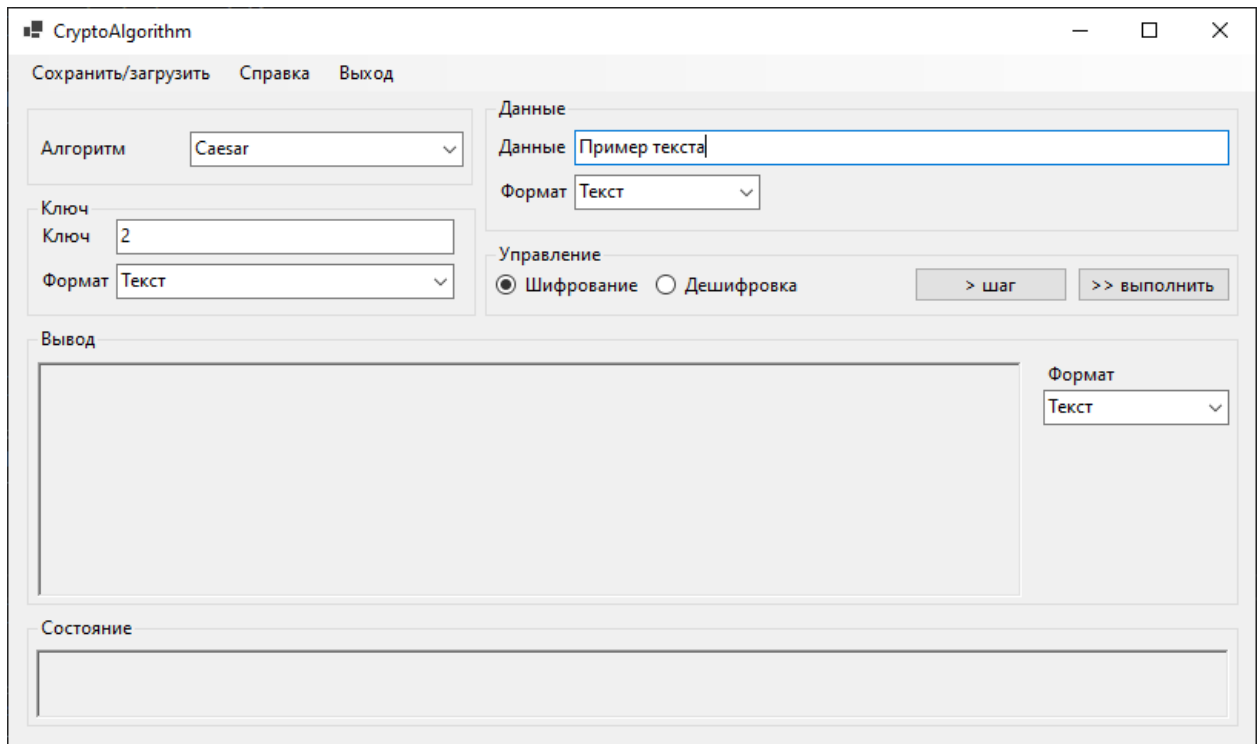 CryptoAlgorithm
Сохранить/загрузить Справка Выход
Алгоритм Caesar
Ключ
Ключ 2
Формат Текст
Данные
Данные Пример текста
Формат Текст
Управление
Шифрование Дешифровка > шаг >> выполнить
Вывод
Формат
Текст
Состояние